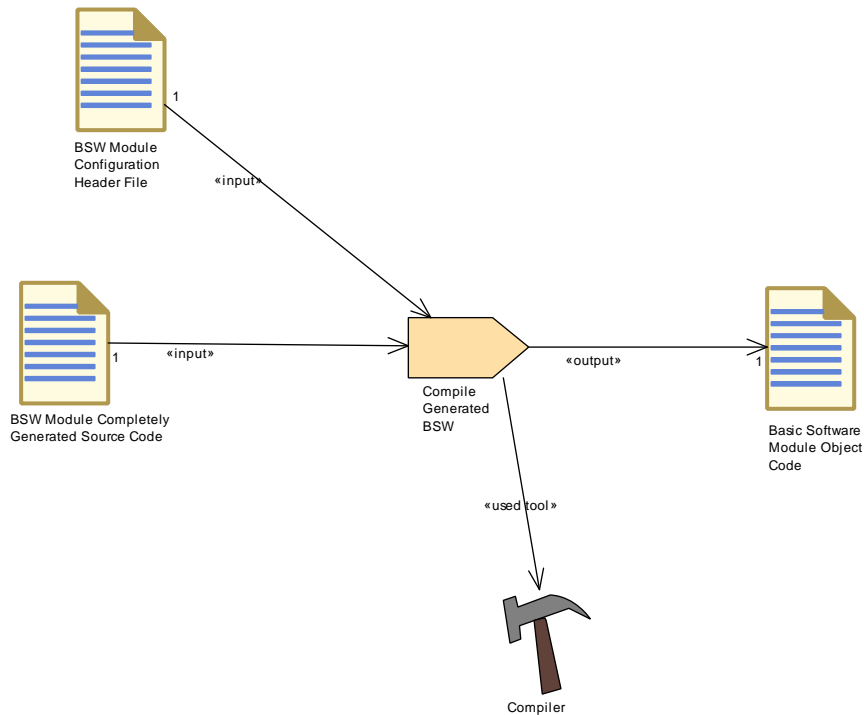 1
BSW Module
Configuration
Header File
«input»
1
«input»
BSW Module Completely
Generated Source Code
Compile
Generated
BSW
«output»
1
Basic Software
Module Object
Code
«used tool»
Compiler